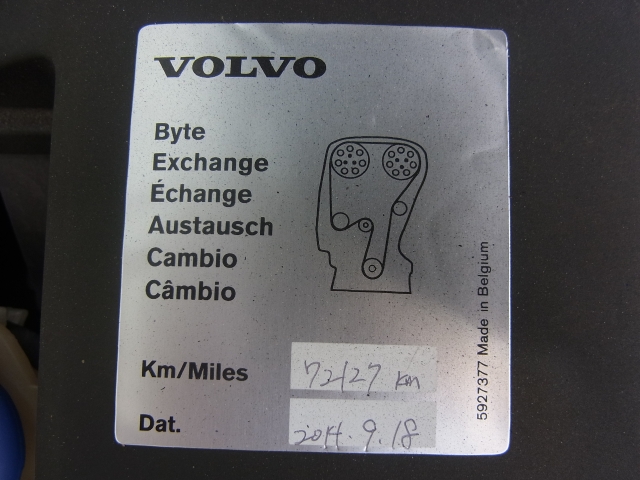 VOLVO
Byte
Exchange
Échange
Austausch
Cambio
Câmbio
Km/Miles 72127 km
Dat. 2014.9.18
5927377 Made in Belgium